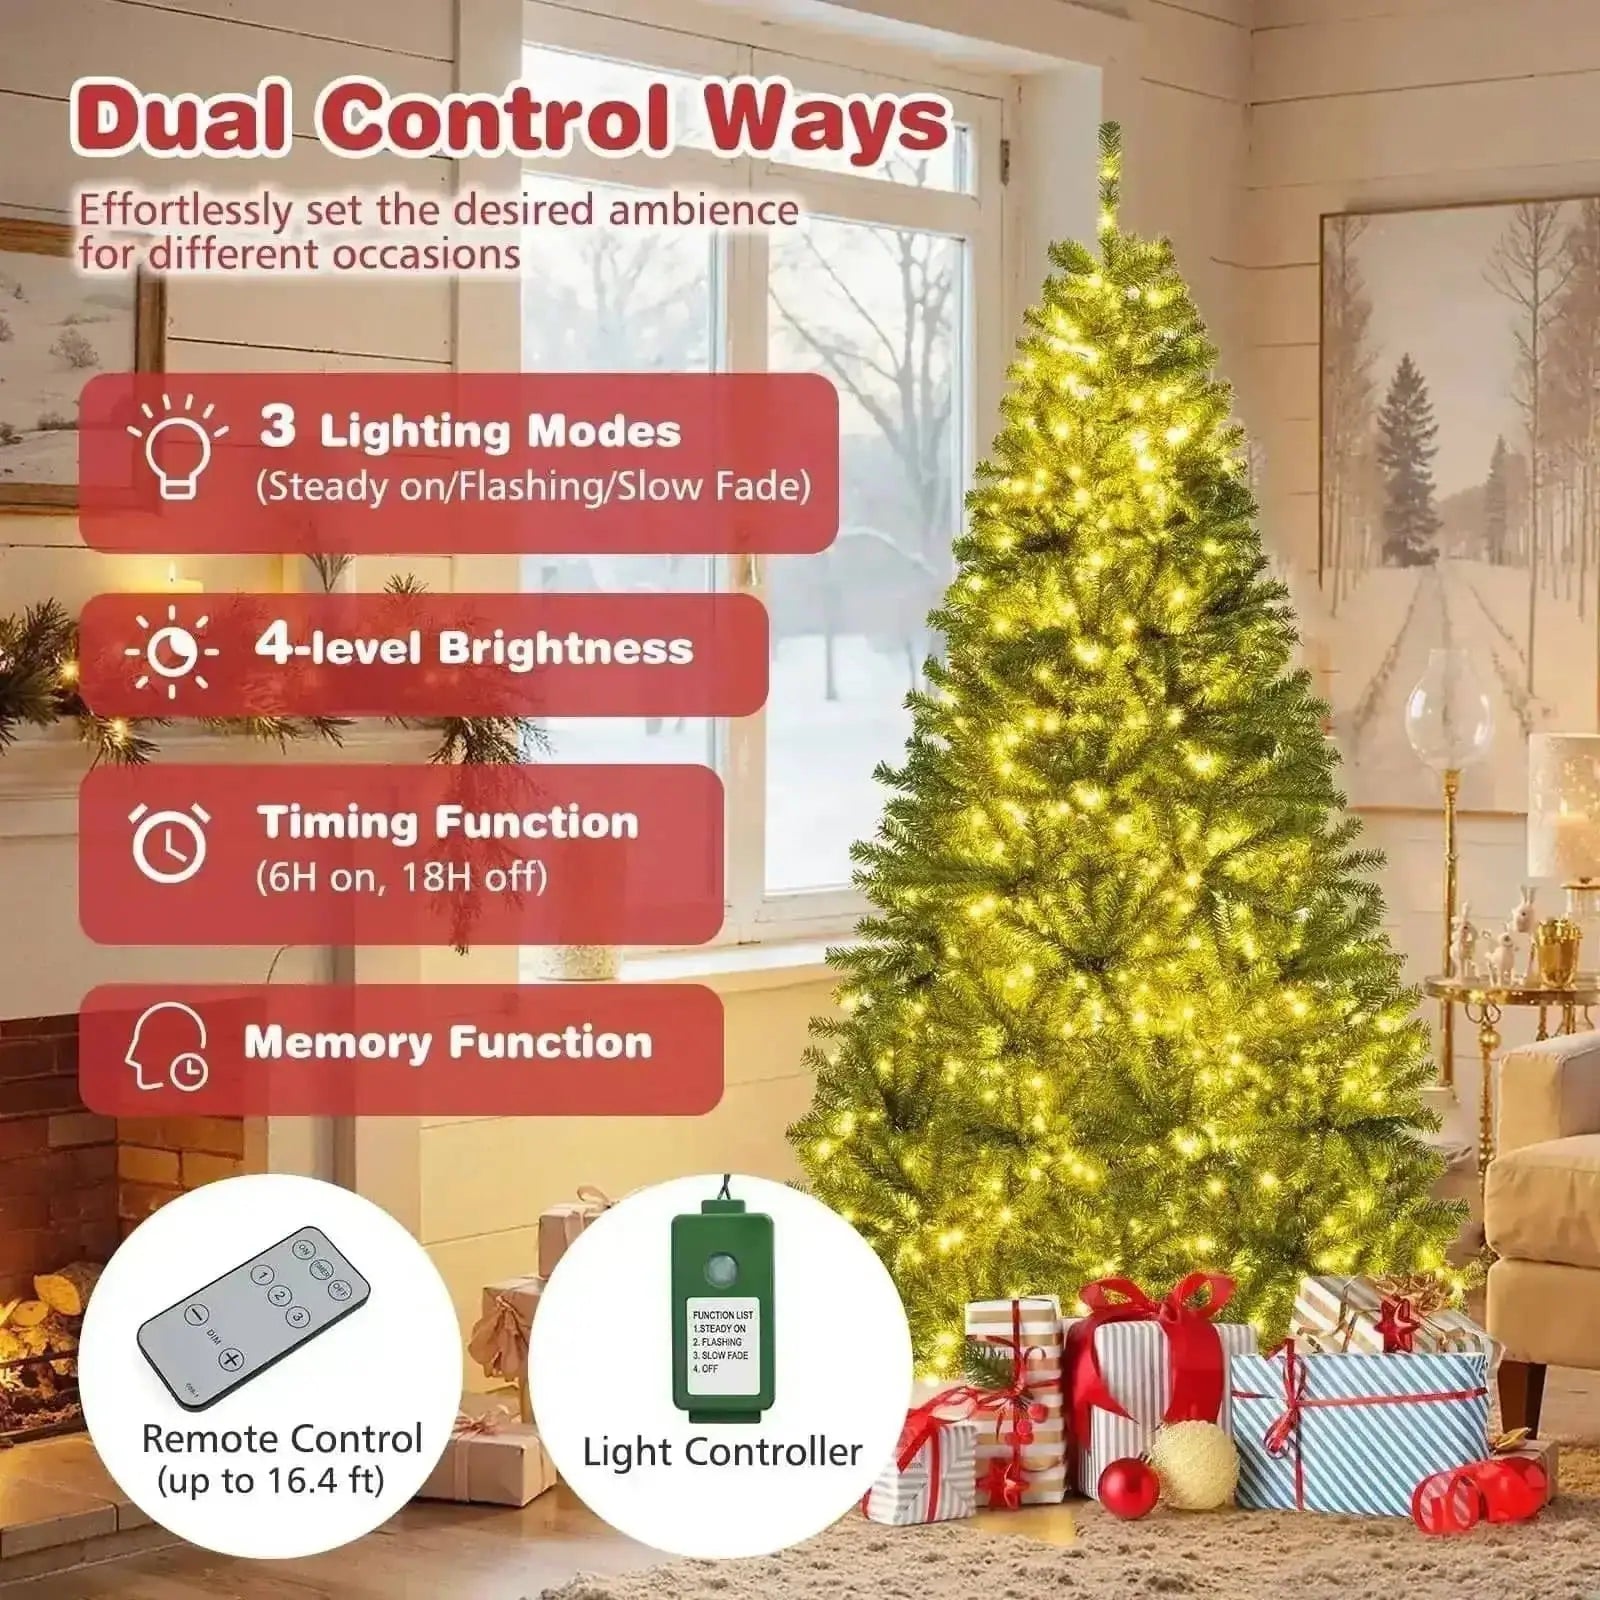 Dual Control Ways
Effortlessly set the desired ambience
for different occasions
3 Lighting Modes
(Steady on/Flashing/Slow Fade)
4-level Brightness
Timing Function
(6H on, 18H off)
Memory Function
ON
TIMER
OFF
1
2
3
DIM
Remote Control
(up to 16.4 ft)
FUNCTION LIST
1.STEADY ON
2. FLASHING
3. SLOW FADE
4. OFF
Light Controller